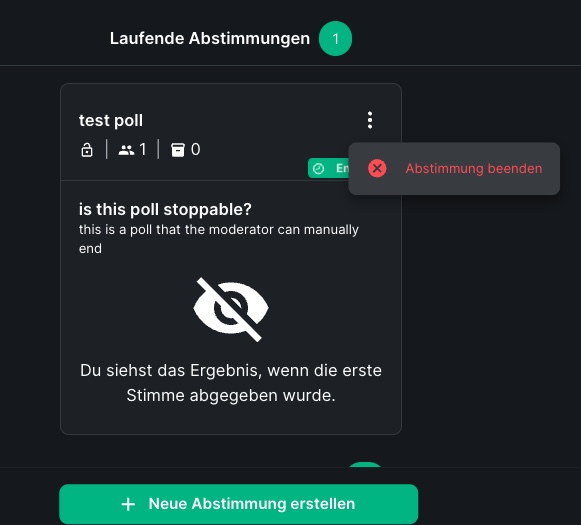 Laufende Abstimmungen 1
test poll
1 0
Abstimmung beenden
is this poll stoppable?
this is a poll that the moderator can manually
end
Du siehst das Ergebnis, wenn die erste
Stimme abgegeben wurde.
+ Neue Abstimmung erstellen